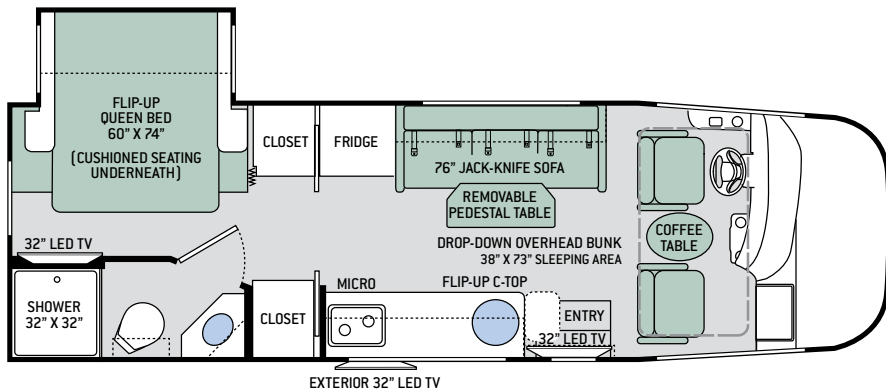 FLIP-UP
QUEEN BED
60" X 74"
(CUSHIONED SEATING
UNDERNEATH)
CLOSET
FRIDGE
76" JACK-KNIFE SOFA
REMOVABLE
PEDESTAL TABLE
COFFEE
TABLE
DROP-DOWN OVERHEAD BUNK
38" X 73" SLEEPING AREA
32" LED TV
SHOWER
32" X 32"
CLOSET
MICRO
FLIP-UP C-TOP
ENTRY
32" LED TV
EXTERIOR 32" LED TV